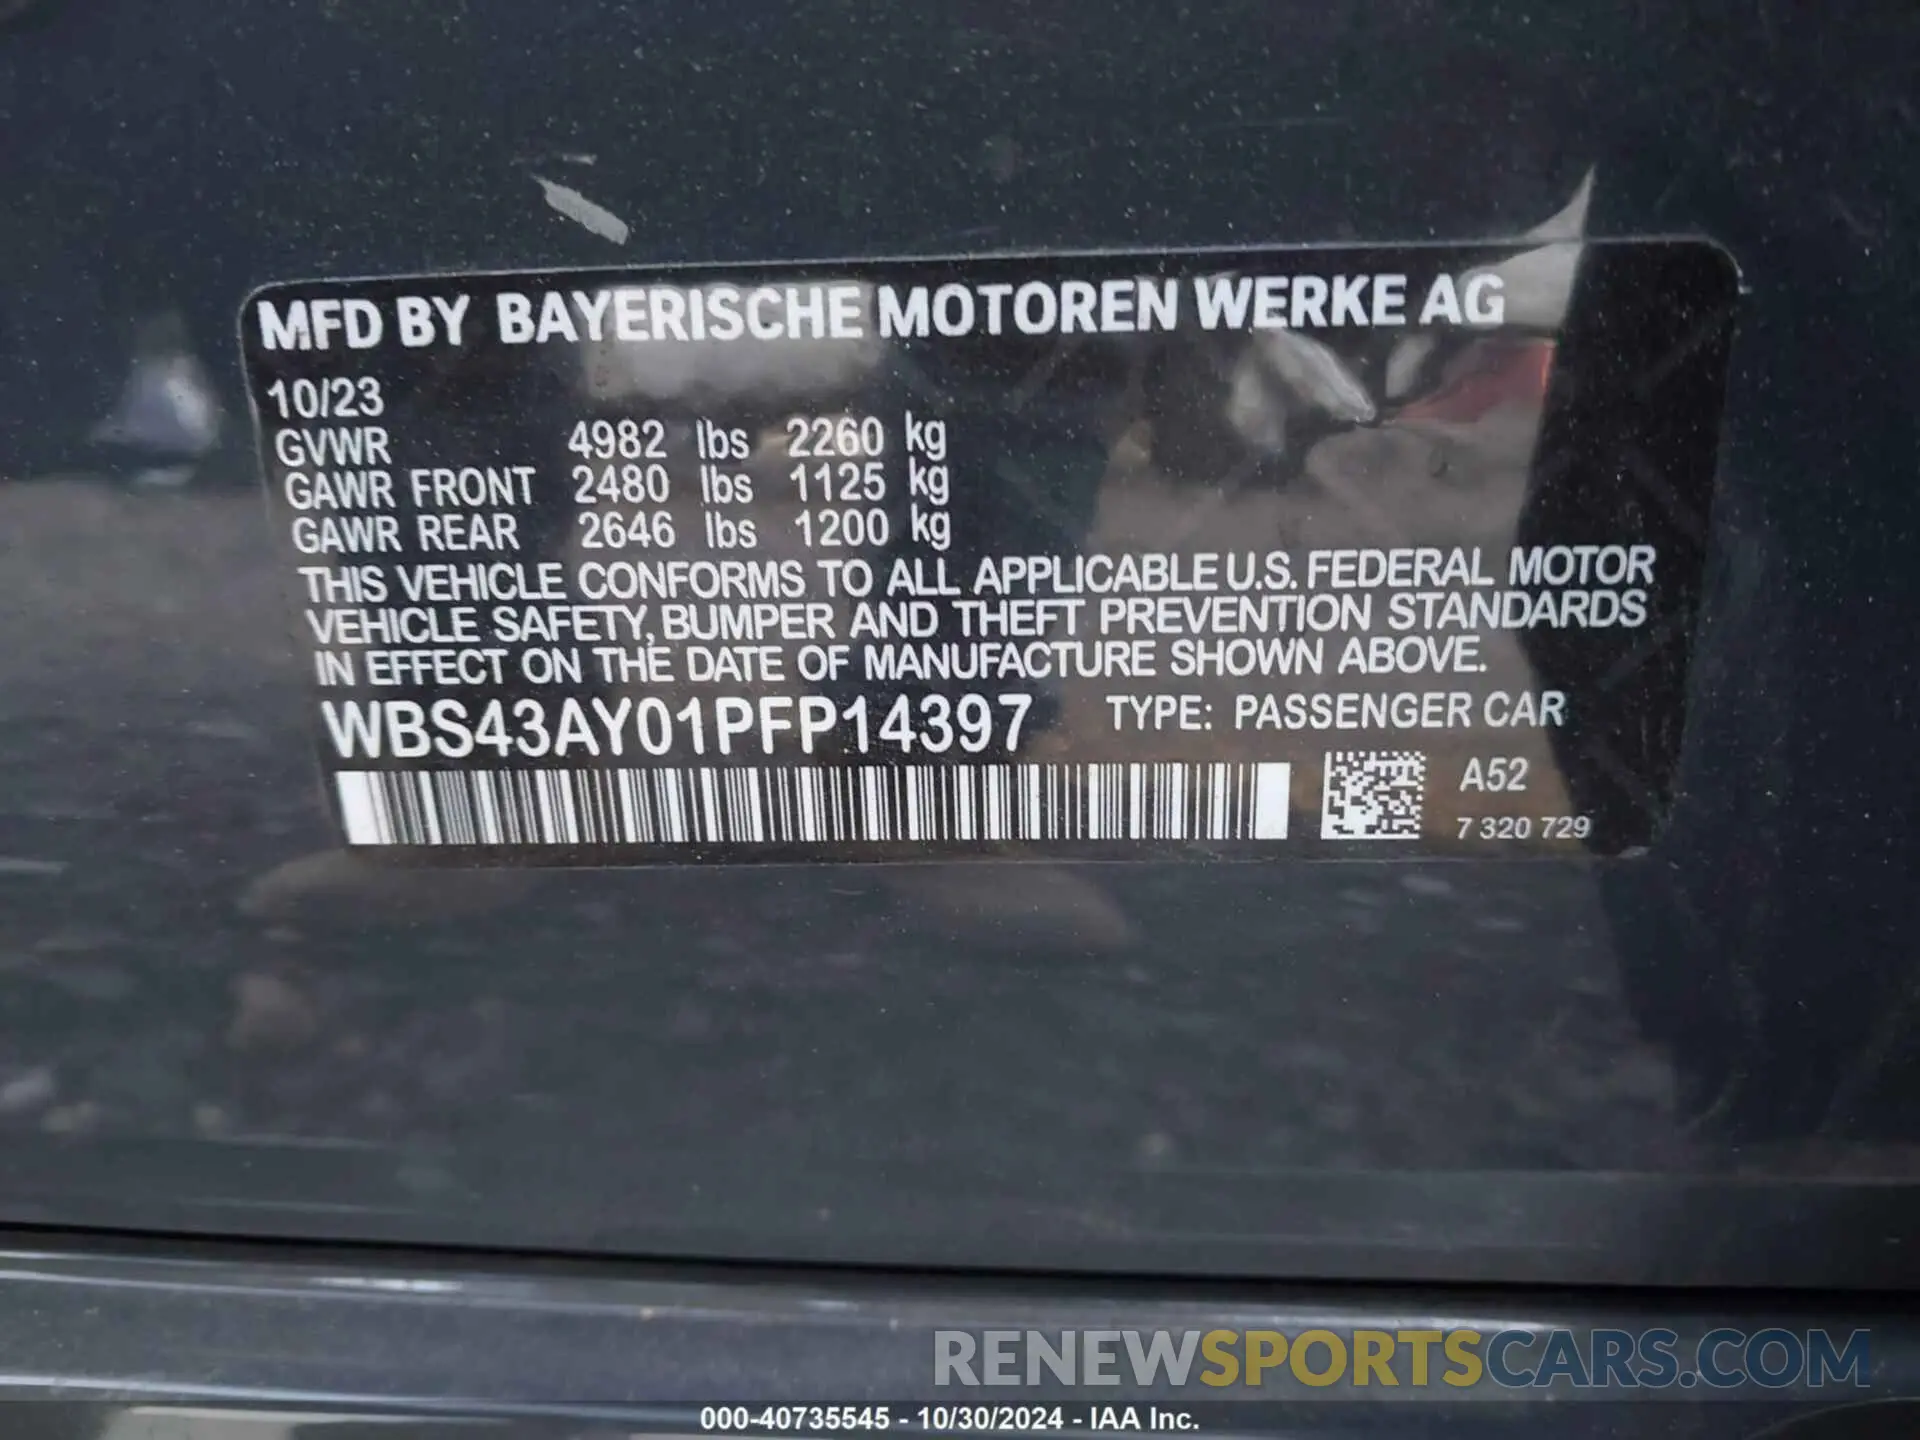 MFD BY BAYERISCHE MOTOREN WERKE AG
10/23
GVWR 4982 lbs 2260 kg
GAWR FRONT 2480 lbs 1125 kg
GAWR REAR 2646 lbs 1200 kg
THIS VEHICLE CONFORMS TO ALL APPLICABLE U.S. FEDERAL MOTOR
VEHICLE SAFETY, BUMPER AND THEFT PREVENTION STANDARDS
IN EFFECT ON THE DATE OF MANUFACTURE SHOWN ABOVE.
WBS43AY01PFP14397 TYPE: PASSENGER CAR
A52
7 320 729
RENEWSPORTSCARS.COM
000-40735545 - 10/30/2024 - IAA Inc.